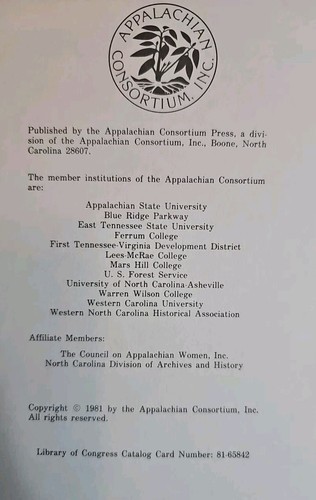 APPALACHIAN
CONSORTIUM, INC.
Published by the Appalachian Consortium Press, a divi-
sion of the Appalachian Consortium, Inc., Boone, North
Carolina 28607.
The member institutions of the Appalachian Consortium
are:
Appalachian State University
Blue Ridge Parkway
East Tennessee State University
Ferrum College
First Tennessee-Virginia Development District
Lees-McRae College
Mars Hill College
U. S. Forest Service
University of North Carolina-Asheville
Warren Wilson College
Western Carolina University
Western North Carolina Historical Association
Affiliate Members:
The Council on Appalachian Women, Inc.
North Carolina Division of Archives and History
Copyright © 1981 by the Appalachian Consortium, Inc.
All rights reserved.
Library of Congress Catalog Card Number: 81-65842